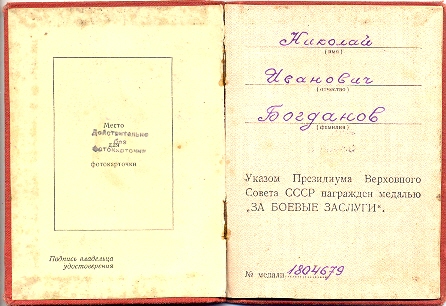 Место
Действительно
без
фотокарточки
фотокарточки
Подпись владельца
удостоверения
Николай
(имя)
Иванович
(отчество)
Богданов
(фамилия)
Указом Президиума Верховного
Совета СССР награжден медалью
„ЗА БОЕВЫЕ ЗАСЛУГИ“.
№ медали 1804679